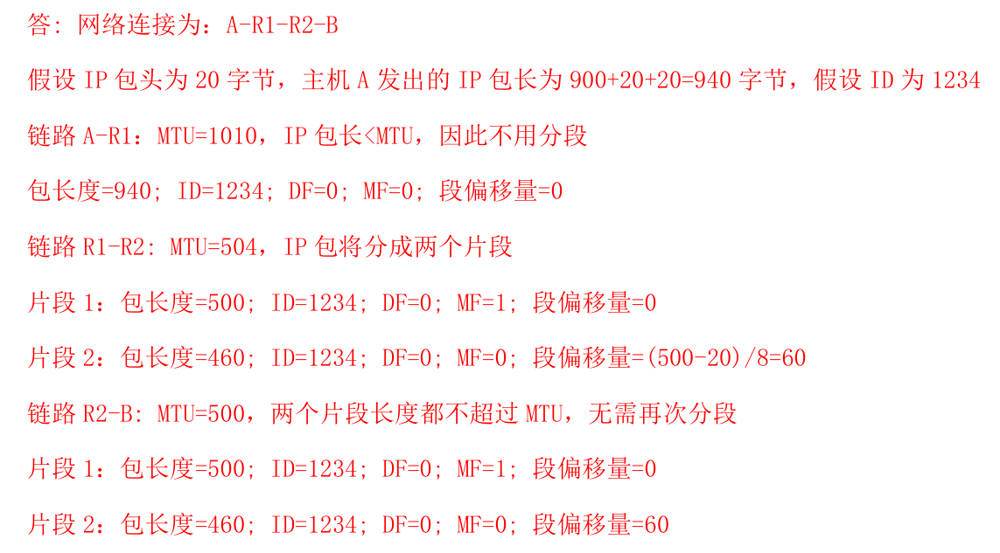 答: 网络连接为：A-R1-R2-B
假设 IP 包头为 20 字节，主机 A 发出的 IP 包长为 900+20+20=940 字节，假设 ID 为 1234
链路 A-R1：MTU=1010，IP 包长<MTU，因此不用分段
包长度=940; ID=1234; DF=0; MF=0; 段偏移量=0
链路 R1-R2: MTU=504，IP 包将分成两个片段
片段 1：包长度=500; ID=1234; DF=0; MF=1; 段偏移量=0
片段 2：包长度=460; ID=1234; DF=0; MF=0; 段偏移量=(500-20)/8=60
链路 R2-B: MTU=500，两个片段长度都不超过 MTU，无需再次分段
片段 1：包长度=500; ID=1234; DF=0; MF=1; 段偏移量=0
片段 2：包长度=460; ID=1234; DF=0; MF=0; 段偏移量=60